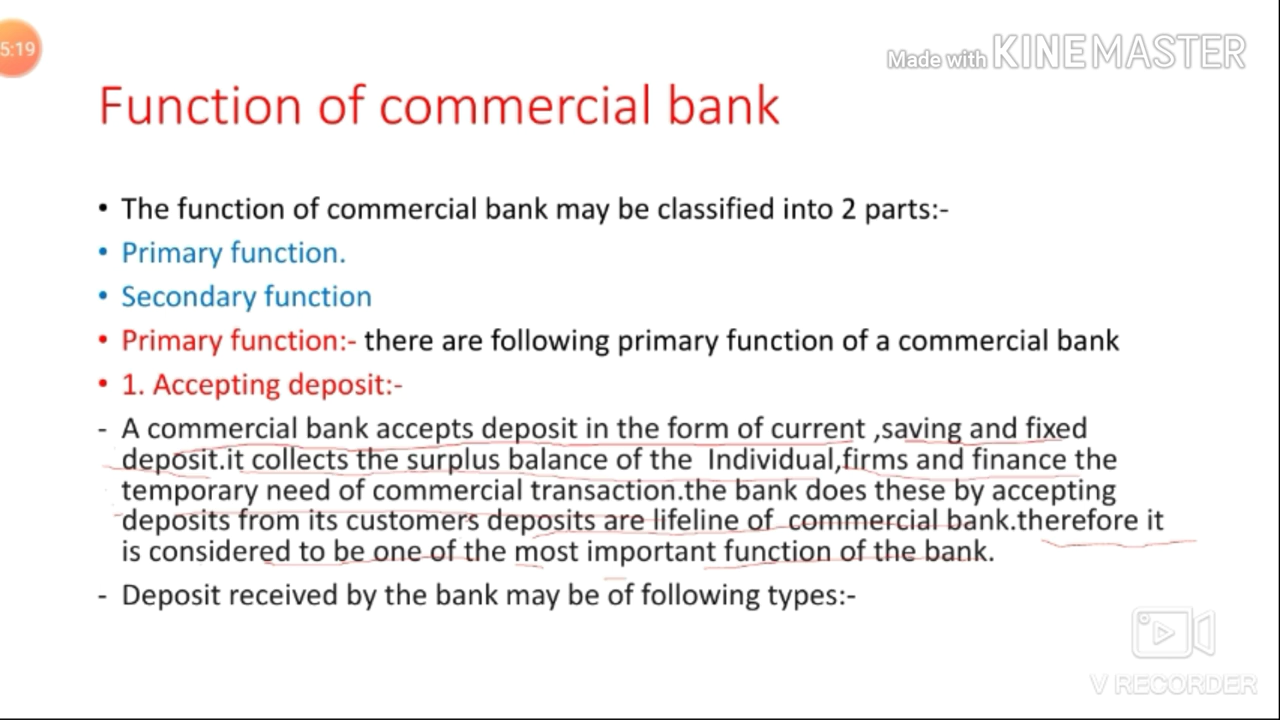 5:19
Made with KINEMASTER
Function of commercial bank
• The function of commercial bank may be classified into 2 parts:-
• Primary function.
• Secondary function
• Primary function:- there are following primary function of a commercial bank
• 1. Accepting deposit:-
- A commercial bank accepts deposit in the form of current ,saving and fixed
deposit.it collects the surplus balance of the Individual,firms and finance the
temporary need of commercial transaction.the bank does these by accepting
deposits from its customers deposits are lifeline of commercial bank.therefore it
is considered to be one of the most important function of the bank.
- Deposit received by the bank may be of following types:-
V RECORDER